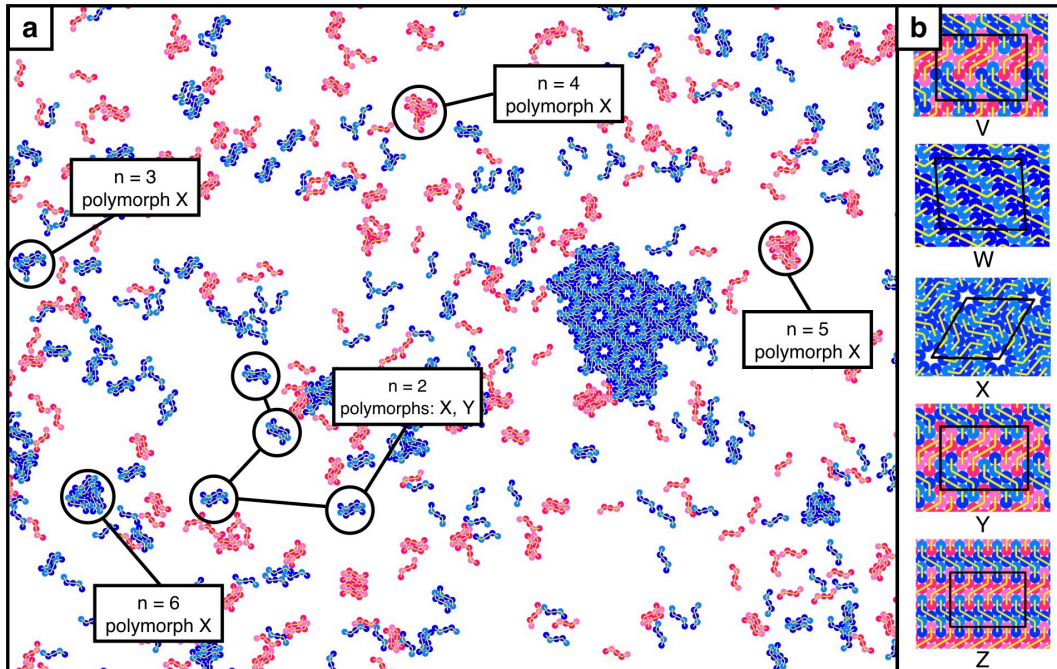 a
n = 4
polymorph X
n = 3
polymorph X
n = 5
polymorph X
n = 2
polymorphs: X, Y
n = 6
polymorph X
b
V
W
X
Y
Z